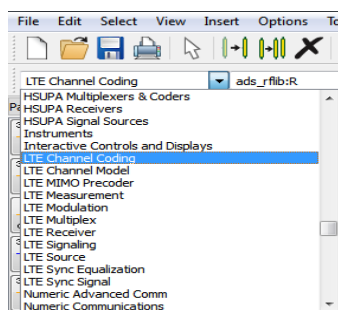 File Edit Select View Insert Options
LTE Channel Coding ads_rflib:R
HSUPA Multiplexers & Coders
HSUPA Receivers
HSUPA Signal Sources
Instruments
Interactive Controls and Displays
LTE Channel Coding
LTE Channel Model
LTE MIMO Precoder
LTE Measurement
LTE Modulation
LTE Multiplex
LTE Receiver
LTE Signaling
LTE Source
LTE Sync Equalization
LTE Sync Signal
Numeric Advanced Comm
Numeric Communications